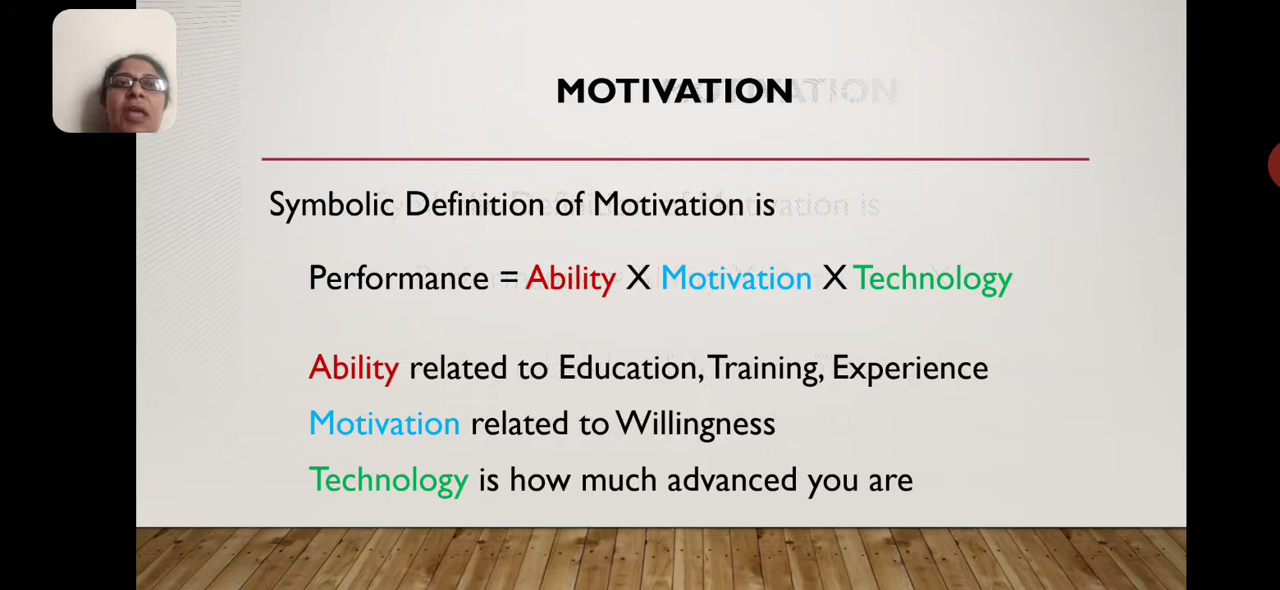 MOTIVATION
Symbolic Definition of Motivation is
Performance = Ability X Motivation X Technology
Ability related to Education, Training, Experience
Motivation related to Willingness
Technology is how much advanced you are